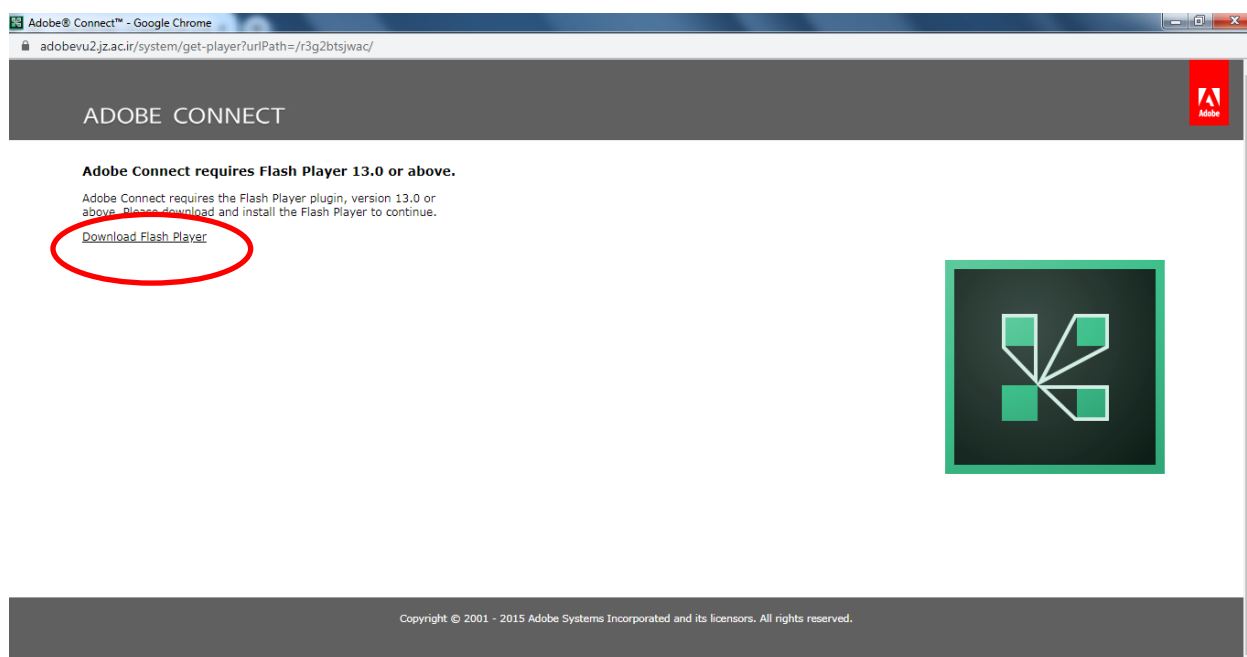 Adobe® Connect™ - Google Chrome
adobevu2.jz.ac.ir/system/get-player?urlPath=/r3g2btsjwac/
ADOBE CONNECT
Adobe
Adobe Connect requires Flash Player 13.0 or above.
Adobe Connect requires the Flash Player plugin, version 13.0 or
above. Please download and install the Flash Player to continue.
Download Flash Player
Copyright © 2001 - 2015 Adobe Systems Incorporated and its licensors. All rights reserved.